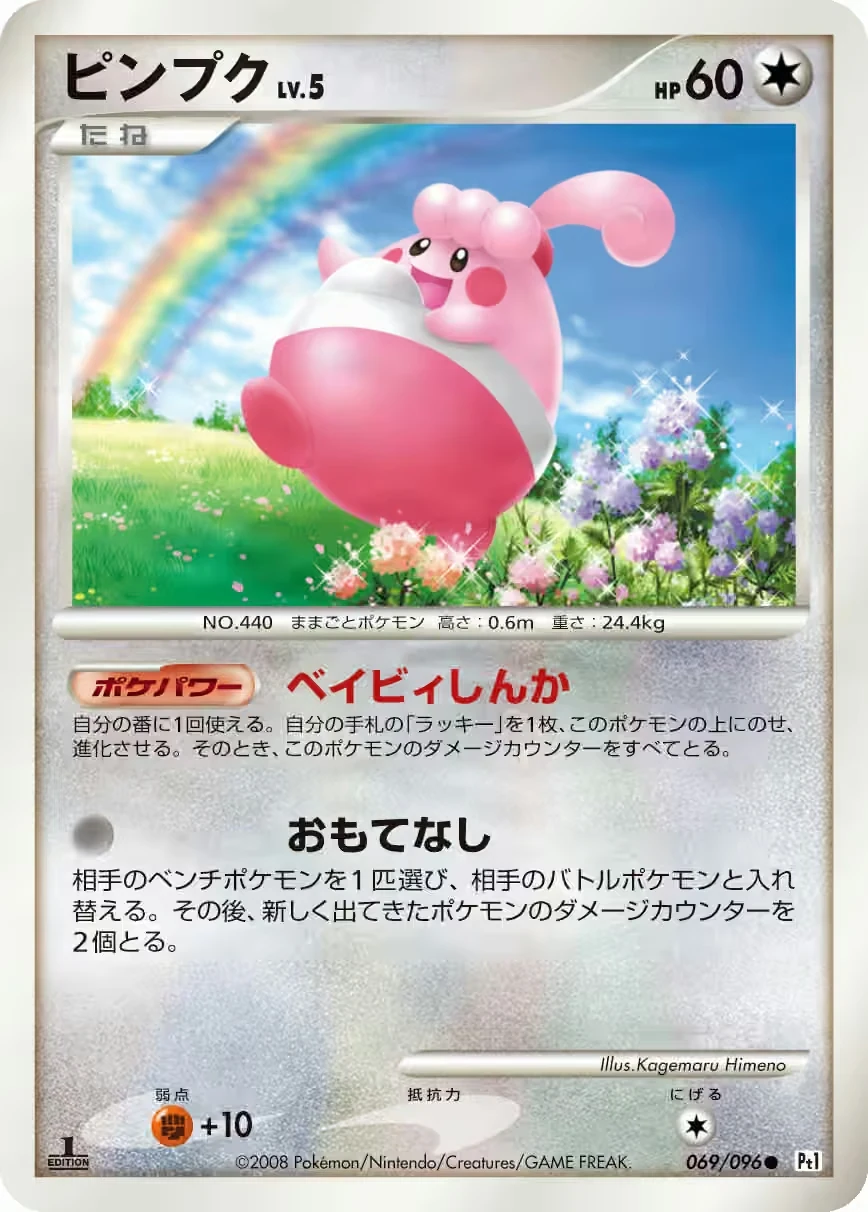 ピンプク LV.5 HP60
たね
NO.440 ままごとポケモン 高さ：0.6m 重さ：24.4kg
ポケパワー ベイビィしんか
自分の番に1回使える。自分の手札の「ラッキー」を1枚、このポケモンの上にのせ、
進化させる。そのとき、このポケモンのダメージカウンターをすべてとる。
おもてなし
相手のベンチポケモンを1匹選び、相手のバトルポケモンと入れ
替える。その後、新しく出てきたポケモンのダメージカウンターを
2個とる。
Illus.Kagemaru Himeno
弱点 抵抗力 にげる
+10
1 EDITION ©2008 Pokémon/Nintendo/Creatures/GAME FREAK. 069/096 Pt1